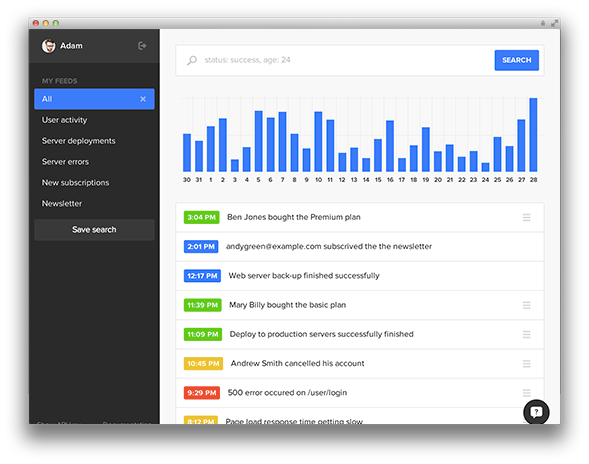 Adam
MY FEEDS
All
User activity
Server deployments
Server errors
New subscriptions
Newsletter
Save search
status: success, age: 24
SEARCH
30 31 1 2 3 4 5 6 7 8 9 10 11 12 13 14 15 16 17 18 19 20 21 22 23 24 25 26 27 28
3:04 PM Ben Jones bought the Premium plan
2:01 PM andygreen@example.com subscrived the the newsletter
12:17 PM Web server back-up finished successfully
11:39 PM Mary Billy bought the basic plan
11:09 PM Deploy to production servers successfully finished
10:45 PM Andrew Smith cancelled his account
9:29 PM 500 error occured on /user/login
8:12 PM Page load response time getting slow
Documentation